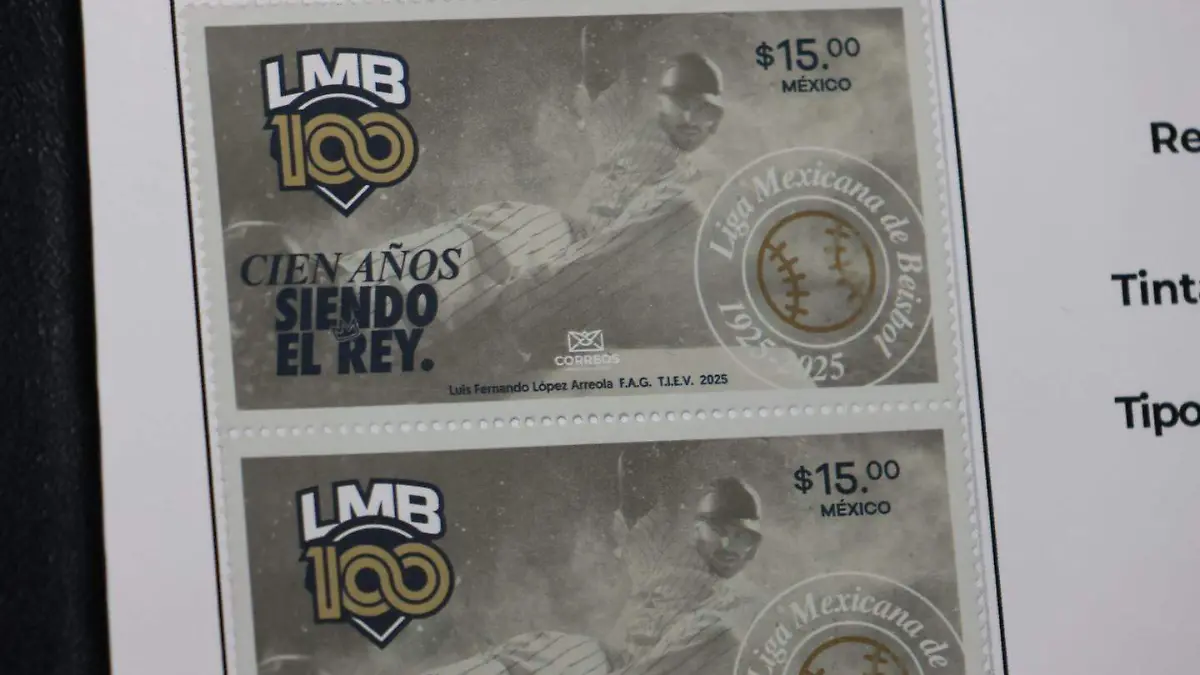 LMB
100
$15.00
MÉXICO
CIEN AÑOS
SIENDO
EL REY.
Liga Mexicana de Beisbol
1925-2025
CORREOS
Luis Fernando López Arreola F.A.G. T.I.E.V. 2025
LMB
100
$15.00
MÉXICO
Liga Mexicana de
Re
Tinta
Tipo